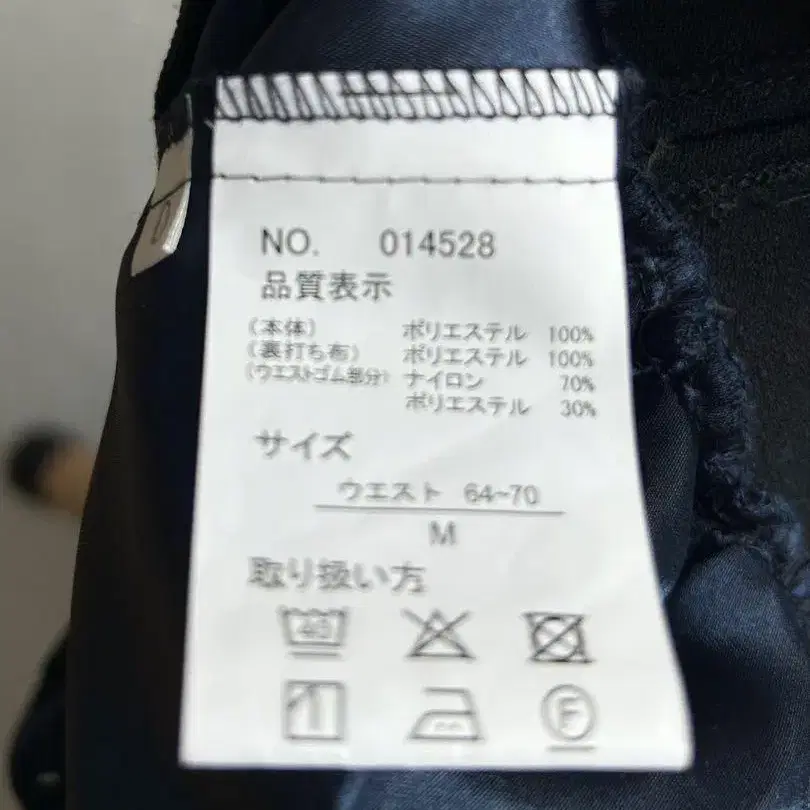 NO. 014528
品質表示
(本体) ポリエステル 100%
(裏打ち布) ポリエステル 100%
(ウエストゴム部分) ナイロン 70%
ポリエステル 30%
サイズ
ウエスト 64-70
M
取り扱い方
40
F